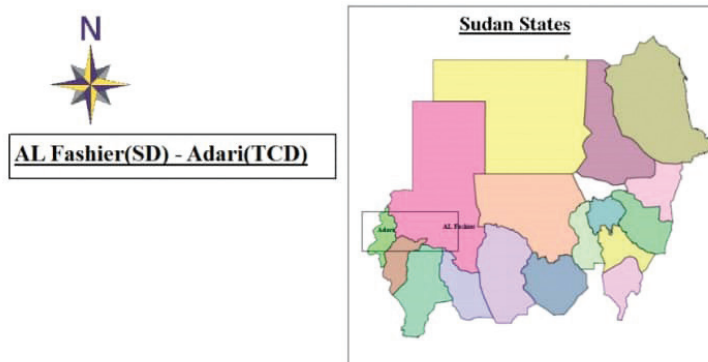 N
AL Fashier(SD) - Adari(TCD)
Sudan States
Adari
AL Fashier